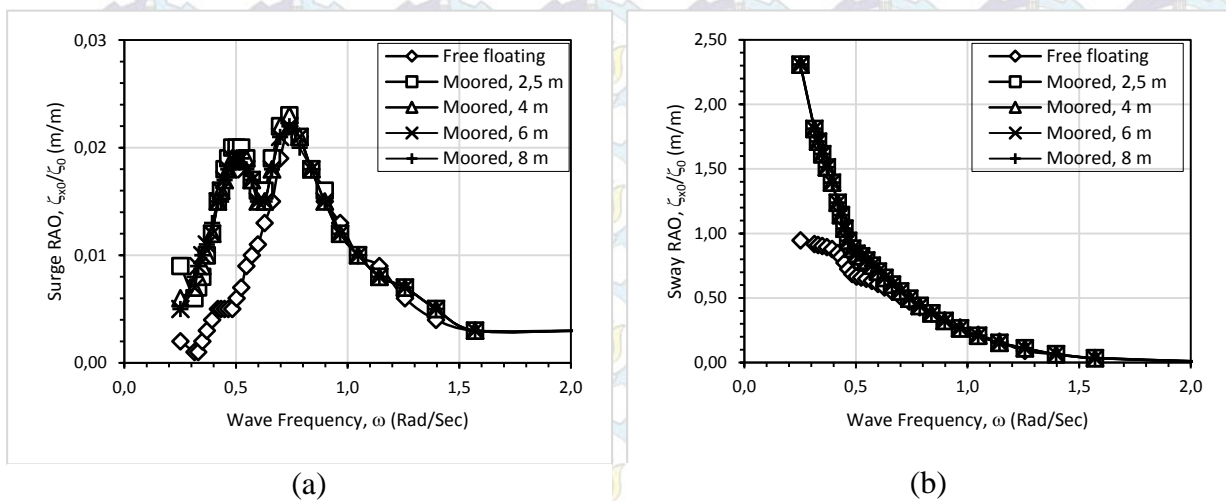 0,03
0,02
0,01
0,00
0,0 0,5 1,0 1,5 2,0
Surge RAO, ζx0/ζ0 (m/m)
Wave Frequency, ω (Rad/Sec)
Free floating
Moored, 2,5 m
Moored, 4 m
Moored, 6 m
Moored, 8 m
(a)
2,50
2,00
1,50
1,00
0,50
0,00
0,0 0,5 1,0 1,5 2,0
Sway RAO, ζx0/ζ0 (m/m)
Wave Frequency, ω (Rad/Sec)
Free floating
Moored, 2,5 m
Moored, 4 m
Moored, 6 m
Moored, 8 m
(b)